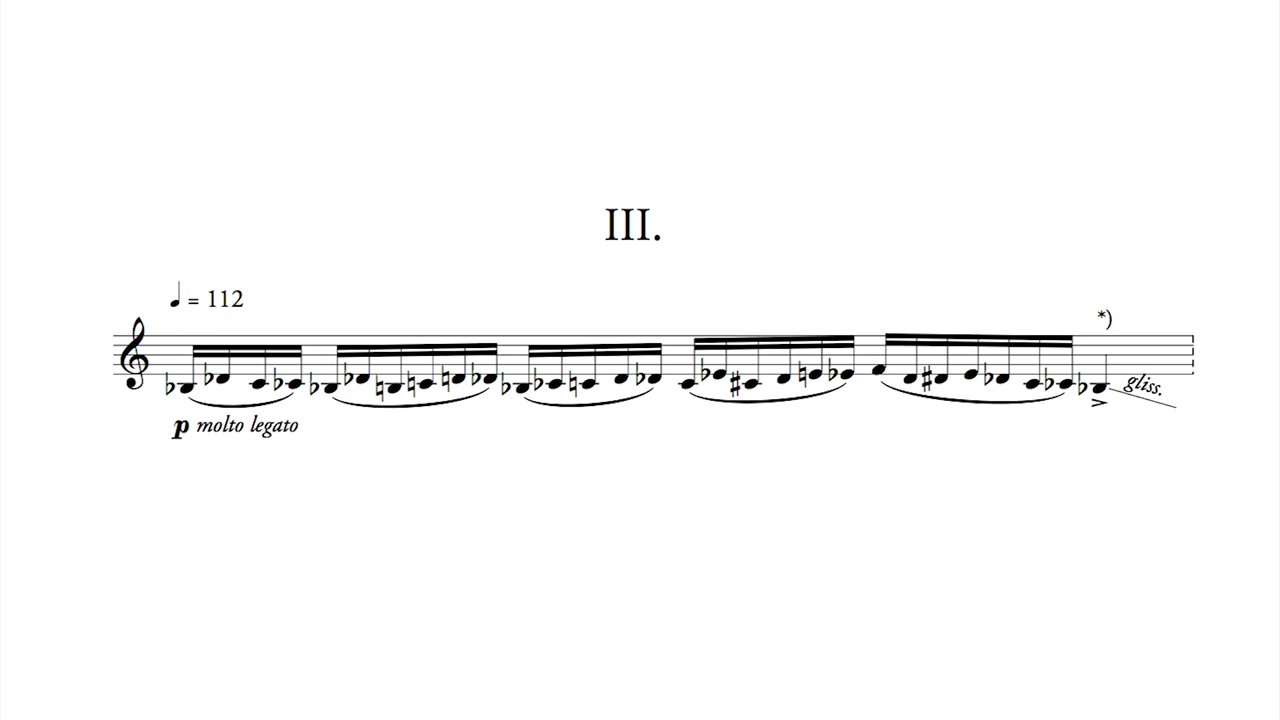 III.
= 112
*)
gliss.
p molto legato